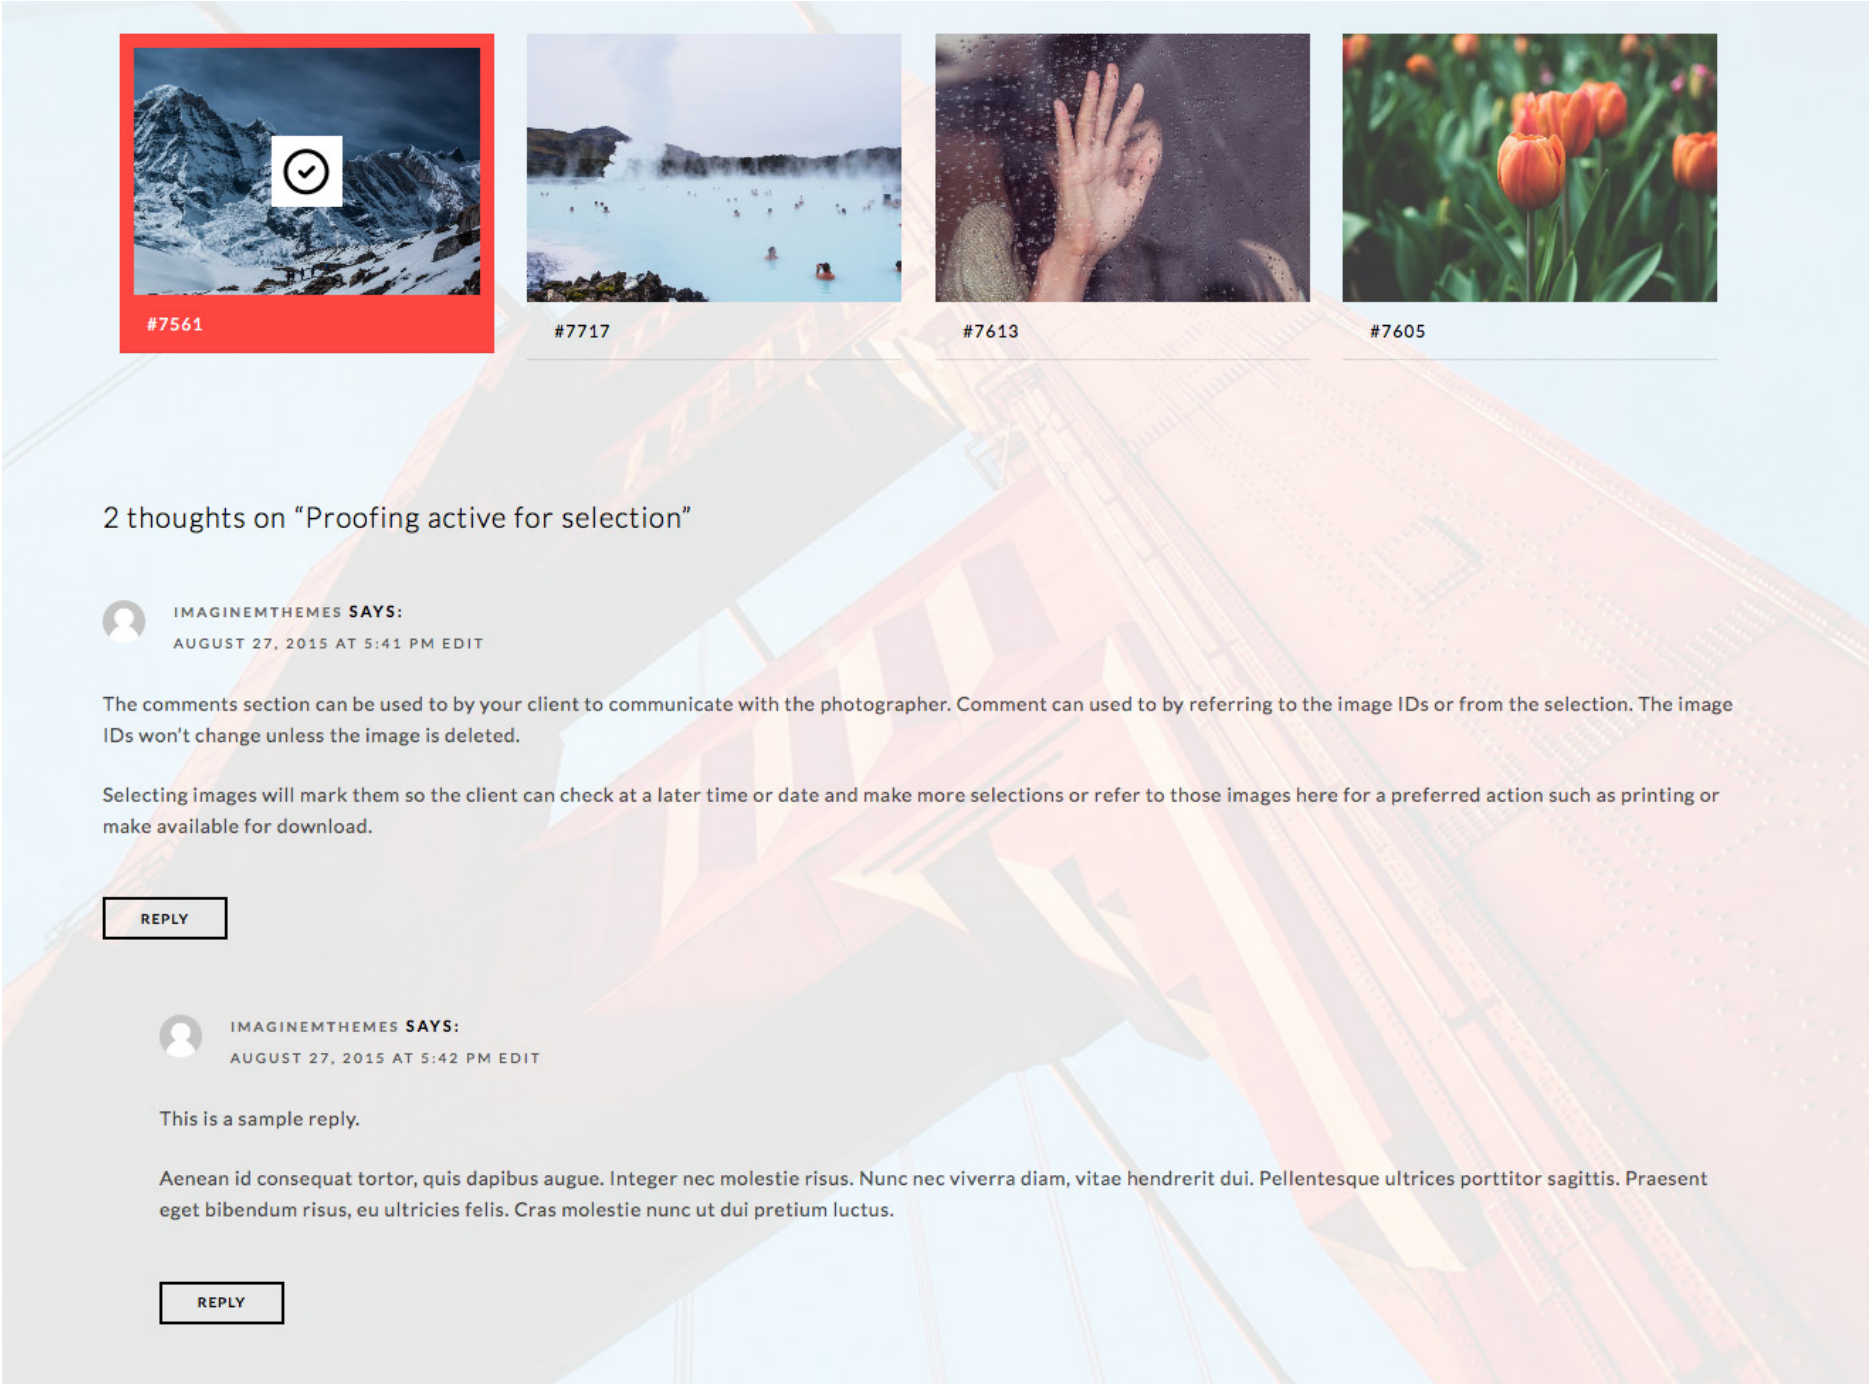 #7561
#7717
#7613
#7605
2 thoughts on “Proofing active for selection”
IMAGINEMTHEMES SAYS:
AUGUST 27, 2015 AT 5:41 PM EDIT
The comments section can be used to by your client to communicate with the photographer. Comment can used to by referring to the image IDs or from the selection. The image
IDs won’t change unless the image is deleted.
Selecting images will mark them so the client can check at a later time or date and make more selections or refer to those images here for a preferred action such as printing or
make available for download.
REPLY
IMAGINEMTHEMES SAYS:
AUGUST 27, 2015 AT 5:42 PM EDIT
This is a sample reply.
Aenean id consequat tortor, quis dapibus augue. Integer nec molestie risus. Nunc nec viverra diam, vitae hendrerit dui. Pellentesque ultrices porttitor sagittis. Praesent
eget bibendum risus, eu ultricies felis. Cras molestie nunc ut dui pretium luctus.
REPLY